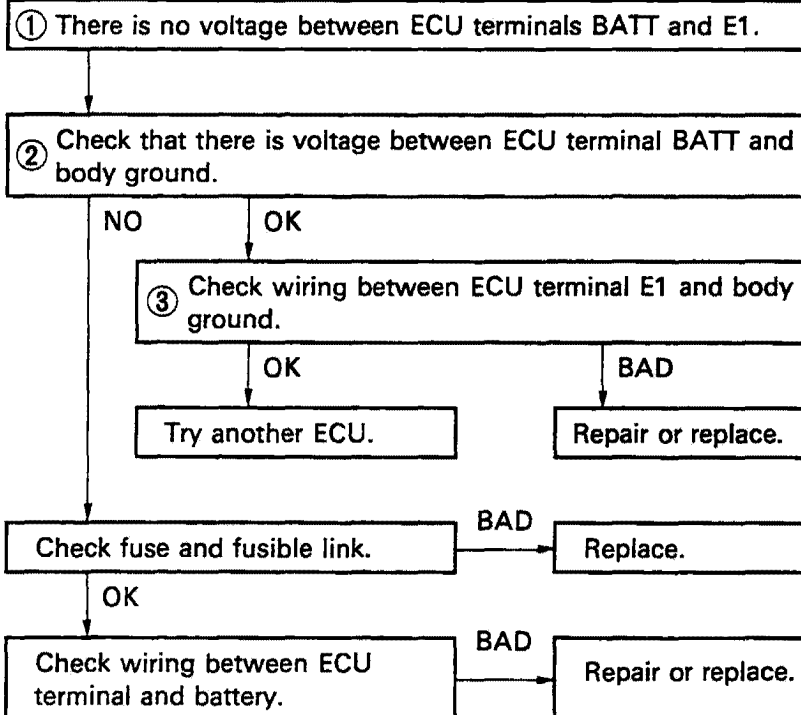 ① There is no voltage between ECU terminals BATT and E1.
② Check that there is voltage between ECU terminal BATT and
body ground.
NO
OK
③ Check wiring between ECU terminal E1 and body
ground.
OK
BAD
Try another ECU.
Repair or replace.
Check fuse and fusible link.
BAD
Replace.
OK
Check wiring between ECU
terminal and battery.
BAD
Repair or replace.